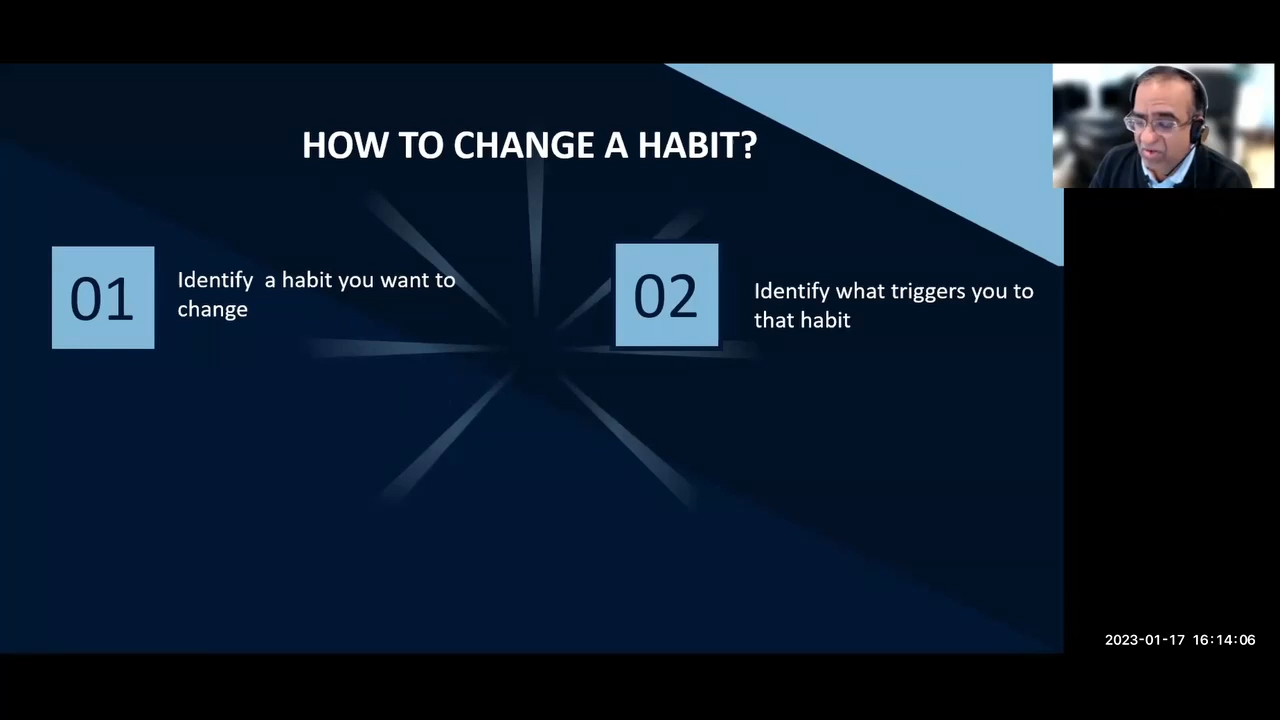 HOW TO CHANGE A HABIT?
01
Identify  a habit you want to
change
02
Identify what triggers you to
that habit
2023-01-17 16:14:06